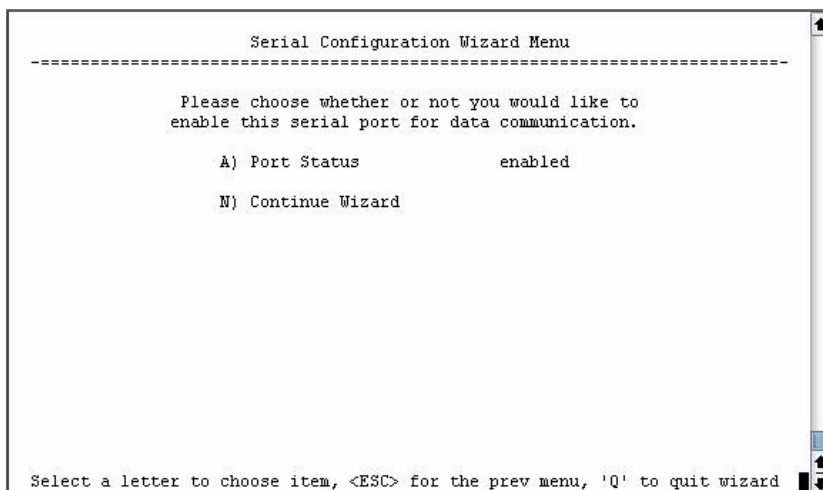 Serial Configuration Wizard Menu
-==========================================================================-
Please choose whether or not you would like to
enable this serial port for data communication.
A) Port Status enabled
N) Continue Wizard
Select a letter to choose item, <ESC> for the prev menu, 'Q' to quit wizard